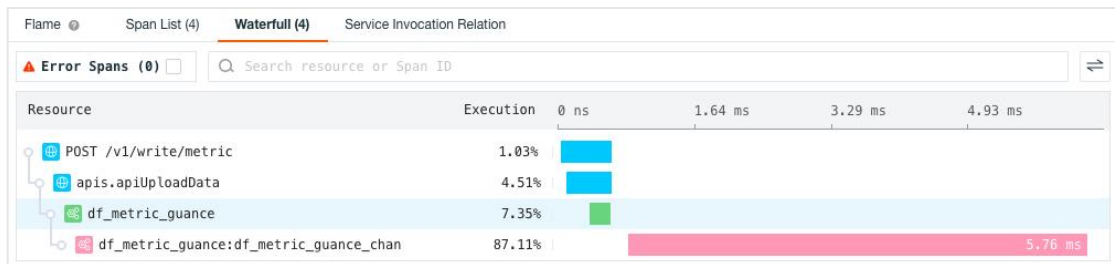 Flame Span List (4) Waterfull (4) Service Invocation Relation
Error Spans (0) Search resource or Span ID
Resource Execution 0 ns 1.64 ms 3.29 ms 4.93 ms
POST /v1/write/metric 1.03%
apis.apiUploadData 4.51%
df_metric_guance 7.35%
df_metric_guance:df_metric_guance_chan 87.11% 5.76 ms